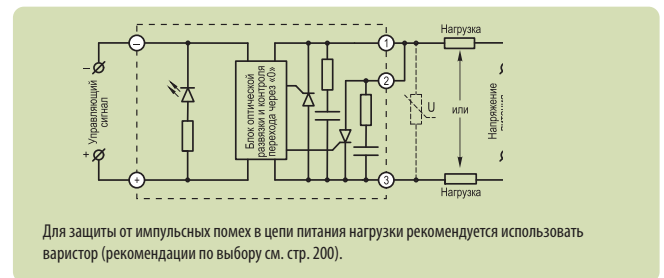 Нагрузка
–
–
1
2
3
+
+
Управляющий
сигнал
Блок оптической
развязки и контроля
перехода через «0»
U
или
Напряжение
Нагрузка
Для защиты от импульсных помех в цепи питания нагрузки рекомендуется использовать
варистор (рекомендации по выбору см. стр. 200).